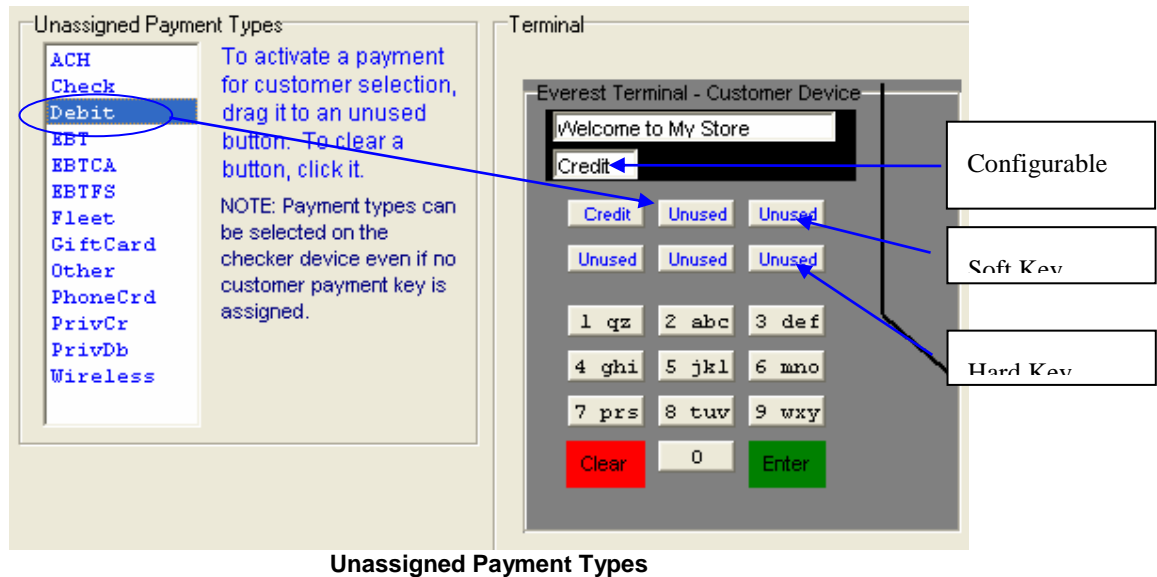 Unassigned Payment Types
ACH
Check
Debit
EBT
EBTCA
EBTFS
Fleet
GiftCard
Other
PhoneCrd
PrivCr
PrivDb
Wireless
To activate a payment
for customer selection,
drag it to an unused
button. To clear a
button, click it.
NOTE: Payment types can
be selected on the
checker device even if no
customer payment key is
assigned.
Terminal
Everest Terminal - Customer Device
Welcome to My Store
Credit
Credit Unused Unused
Unused Unused Unused
1 qz 2 abc 3 def
4 ghi 5 jkl 6 mno
7 prs 8 tuv 9 wxy
Clear 0 Enter
Configurable
Soft Key
Hard Key
Unassigned Payment Types